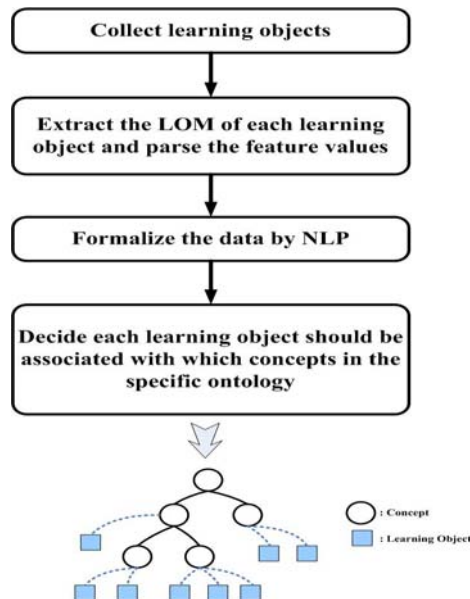 Collect learning objects
Extract the LOM of each learning
object and parse the feature values
Formalize the data by NLP
Decide each learning object should be
associated with which concepts in the
specific ontology
: Concept
: Learning Object